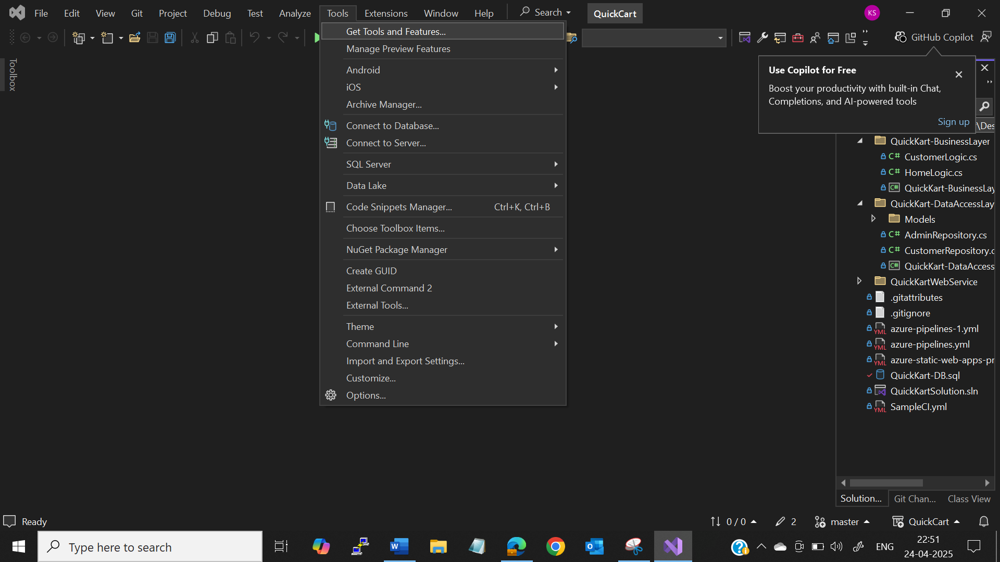 File Edit View Git Project Debug Test Analyze Tools Extensions Window Help Search QuickCart KS
GitHub Copilot
Toolbox
Get Tools and Features...
Manage Preview Features
Android
iOS
Archive Manager...
Connect to Database...
Connect to Server...
SQL Server
Data Lake
Code Snippets Manager... Ctrl+K, Ctrl+B
Choose Toolbox Items...
NuGet Package Manager
Create GUID
External Command 2
External Tools...
Theme
Command Line
Import and Export Settings...
Customize...
Options...
Use Copilot for Free
Boost your productivity with built-in Chat,
Completions, and AI-powered tools
Sign up
\Des
QuickKart-BusinessLayer
C# CustomerLogic.cs
C# HomeLogic.cs
C# QuickKart-BusinessLay
QuickKart-DataAccessLay
Models
C# AdminRepository.cs
C# CustomerRepository.c
C# QuickKart-DataAccess
QuickKartWebService
.gitattributes
.gitignore
YML azure-pipelines-1.yml
YML azure-pipelines.yml
YML azure-static-web-apps-pr
QuickKart-DB.sql
QuickKartSolution.sln
YML SampleCI.yml
Solution... Git Chan... Class View
Ready 0 / 0 2 master QuickCart
Type here to search ENG 22:51
24-04-2025